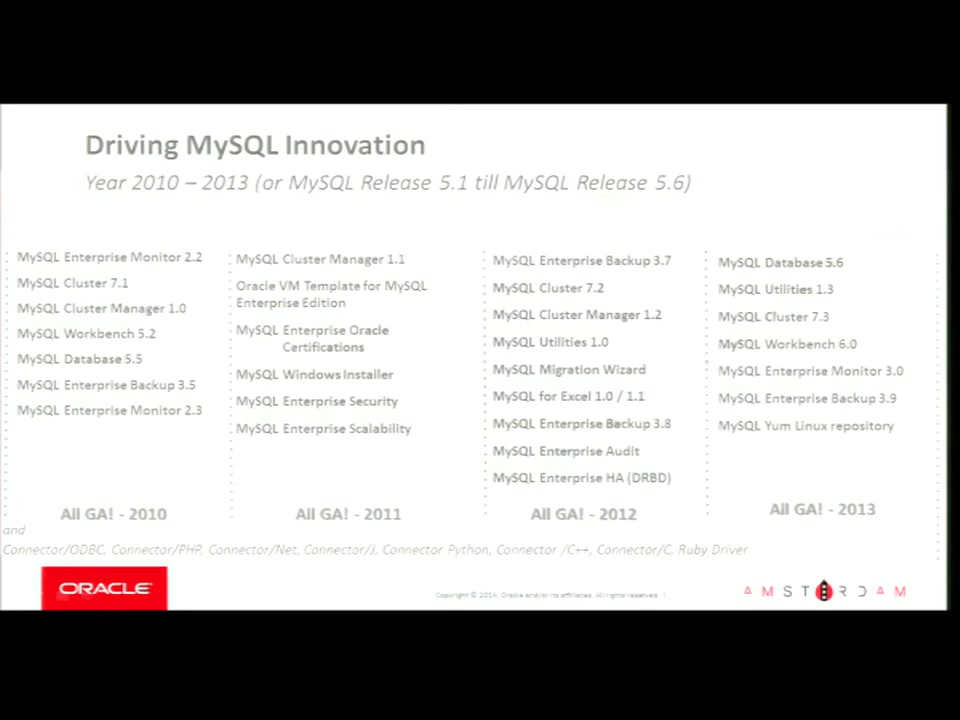 Driving MySQL Innovation
Year 2010 – 2013 (or MySQL Release 5.1 till MySQL Release 5.6)
MySQL Enterprise Monitor 2.2
MySQL Cluster 7.1
MySQL Cluster Manager 1.0
MySQL Workbench 5.2
MySQL Database 5.5
MySQL Enterprise Backup 3.5
MySQL Enterprise Monitor 2.3
All GA! - 2010
MySQL Cluster Manager 1.1
Oracle VM Template for MySQL
Enterprise Edition
MySQL Enterprise Oracle
Certifications
MySQL Windows Installer
MySQL Enterprise Security
MySQL Enterprise Scalability
All GA! - 2011
MySQL Enterprise Backup 3.7
MySQL Cluster 7.2
MySQL Cluster Manager 1.2
MySQL Utilities 1.0
MySQL Migration Wizard
MySQL for Excel 1.0 / 1.1
MySQL Enterprise Backup 3.8
MySQL Enterprise Audit
MySQL Enterprise HA (DRBD)
All GA! - 2012
MySQL Database 5.6
MySQL Utilities 1.3
MySQL Cluster 7.3
MySQL Workbench 6.0
MySQL Enterprise Monitor 3.0
MySQL Enterprise Backup 3.9
MySQL Yum Linux repository
All GA! - 2013
and
Connector/ODBC, Connector/PHP, Connector/Net, Connector/J, Connector Python, Connector /C++, Connector/C, Ruby Driver
ORACLE
Copyright © 2014, Oracle and/or its affiliates. All rights reserved. |
AMSTERDAM